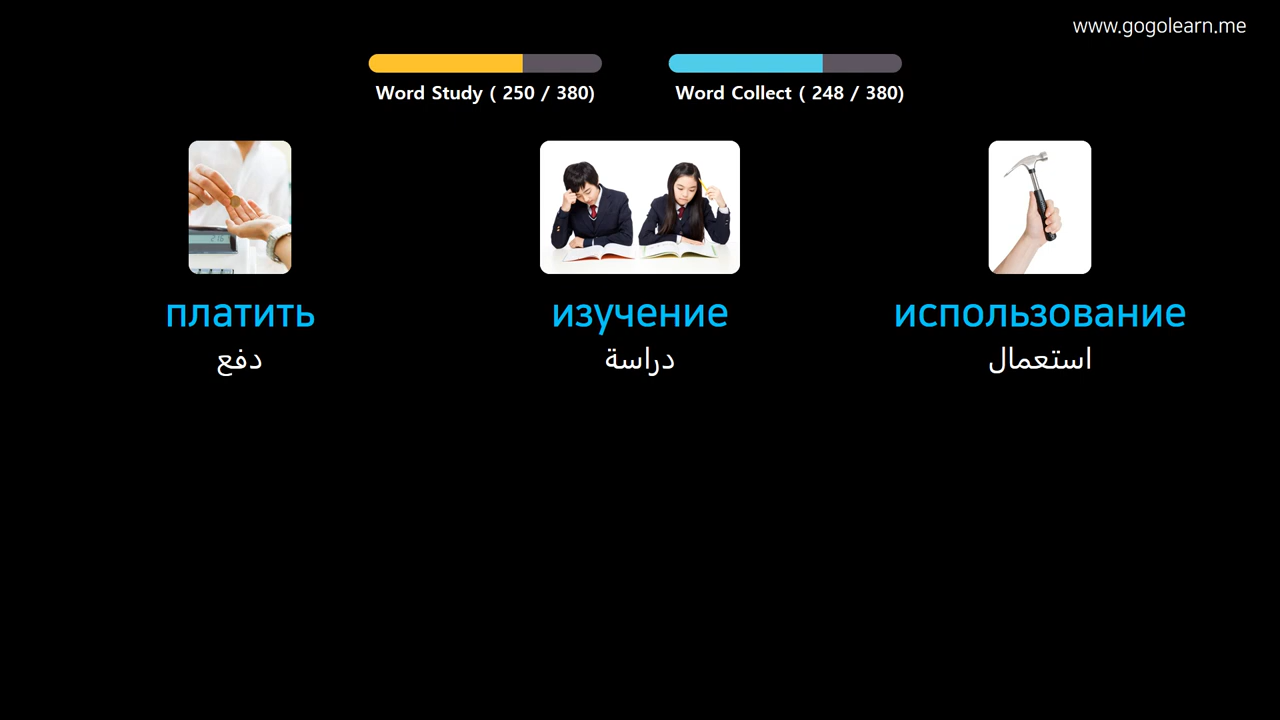 www.gogolearn.me
Word Study ( 250 / 380)
Word Collect ( 248 / 380)
платить
изучение
использование
دفع
دراسة
استعمال